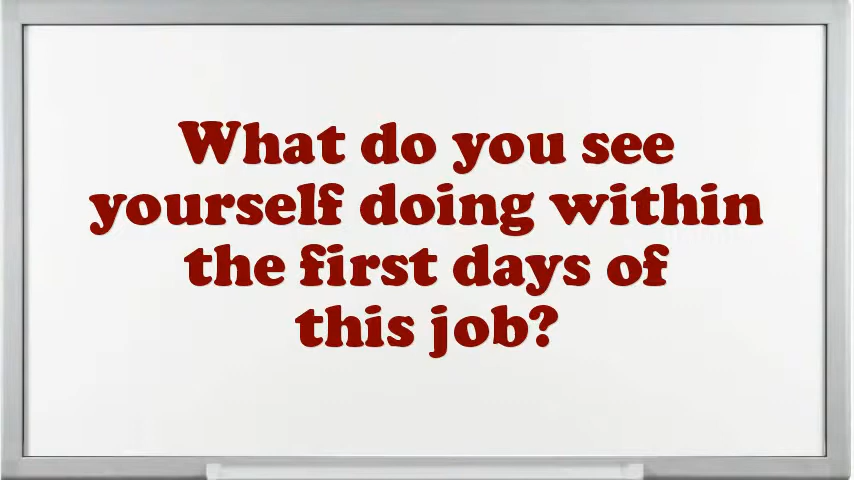 What do you see
yourself doing within
the first days of
this job?